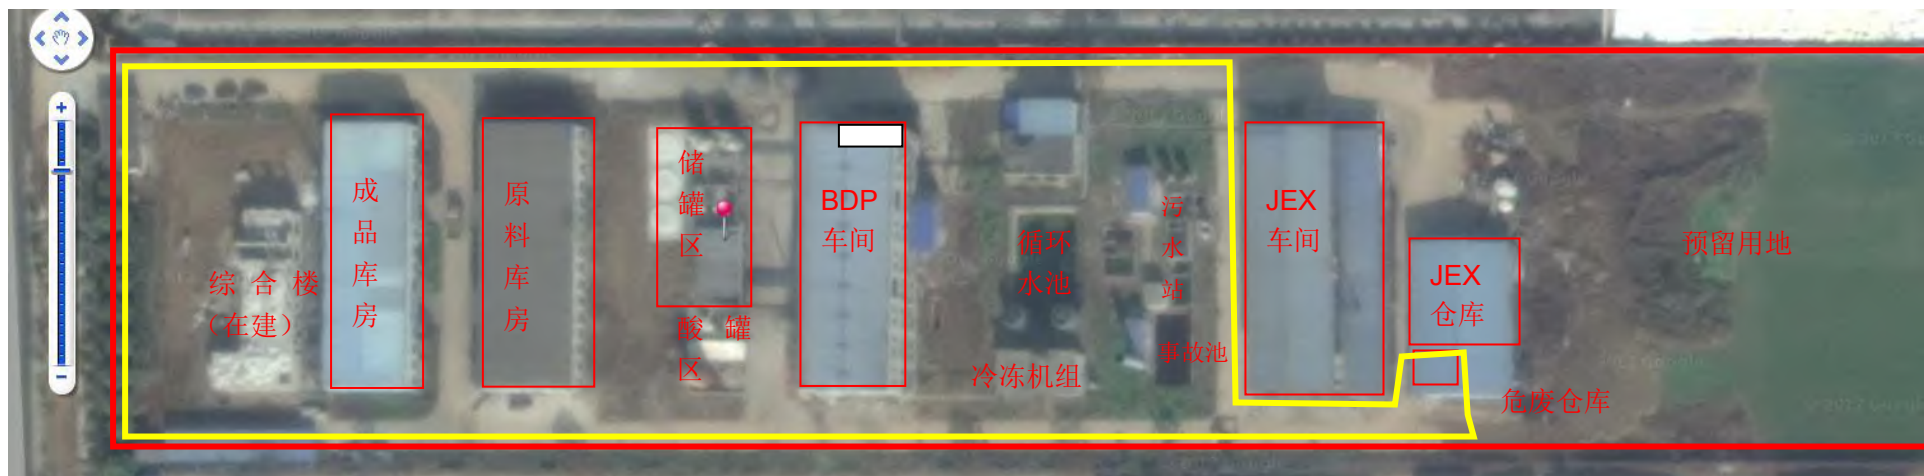 综合楼
（在建）
成
品
库
房
原
料
库
房
储
罐
区
酸罐
区
BDP
车间
循环
水池
冷冻机组
污
水
站
事故池
JEX
车间
JEX
仓库
危废仓库
预留用地